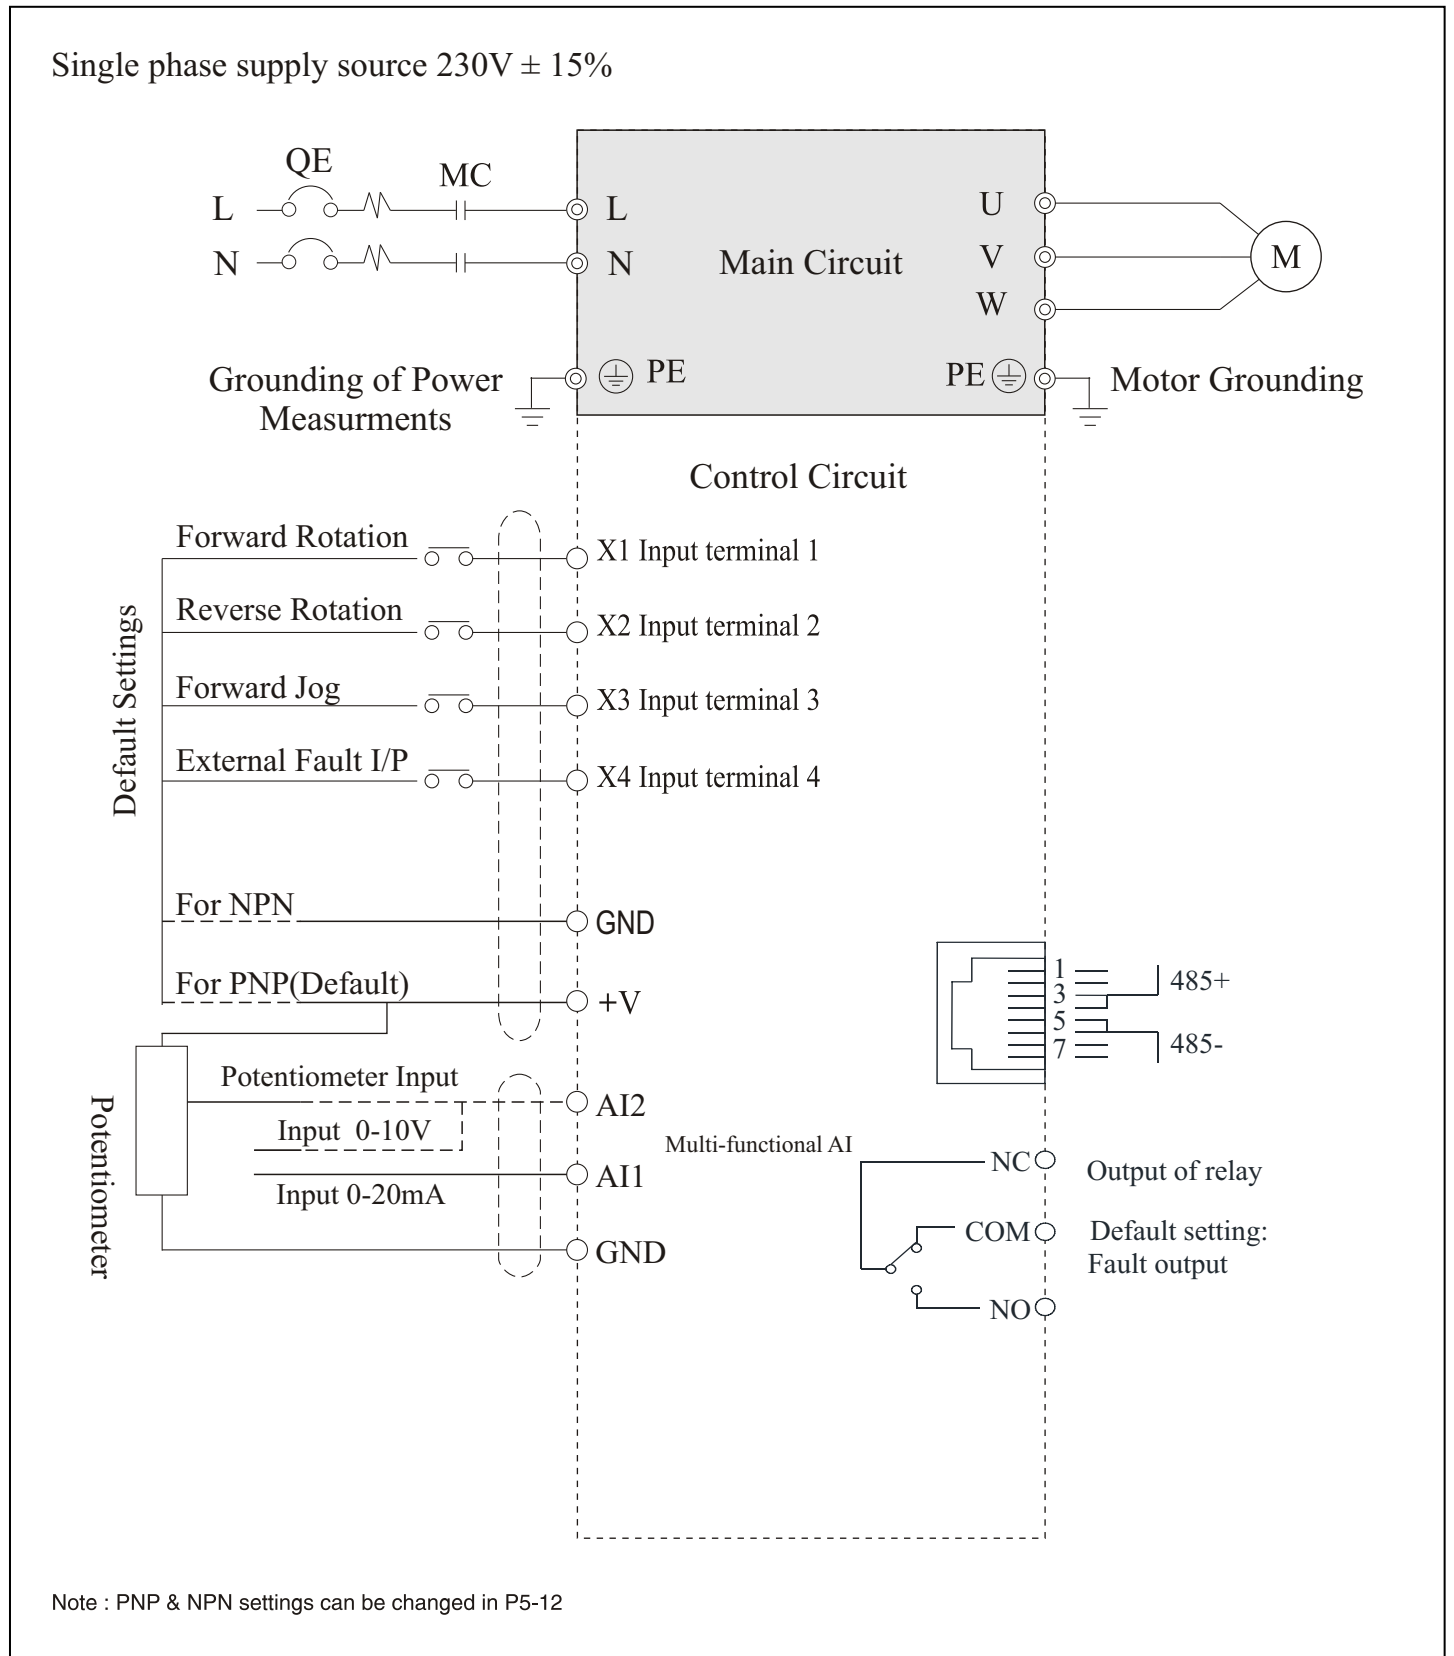 Single phase supply source 230V ± 15%
QE
MC
L
L
U
N
N
Main Circuit
V
M
W
Grounding of Power
Measurments
PE
PE
Motor Grounding
Control Circuit
Forward Rotation
X1 Input terminal 1
Reverse Rotation
X2 Input terminal 2
Default Settings
Forward Jog
X3 Input terminal 3
External Fault I/P
X4 Input terminal 4
For NPN
GND
For PNP(Default)
+V
1
3
5
7
485+
485-
Potentiometer
Potentiometer Input
AI2
Input 0-10V
Multi-functional AI
AI1
Input 0-20mA
GND
NC
Output of relay
COM
Default setting:
Fault output
NO
Note : PNP & NPN settings can be changed in P5-12